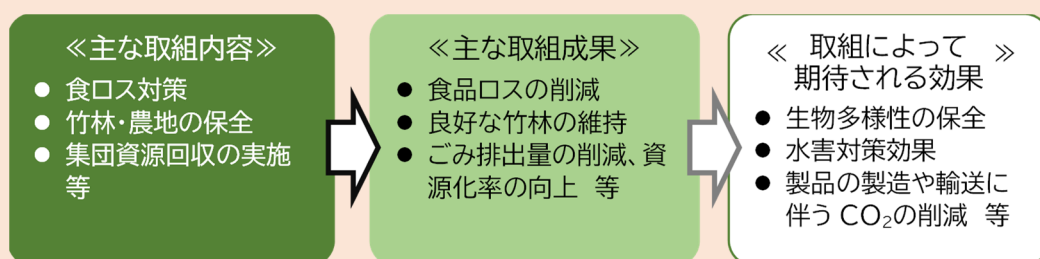 ≪主な取組内容≫
● 食ロス対策
● 竹林・農地の保全
● 集団資源回収の実施
等
≪主な取組成果≫
● 食品ロスの削減
● 良好な竹林の維持
● ごみ排出量の削減、資
源化率の向上　等
≪ 取組によって ≫
期待される効果
● 生物多様性の保全
● 水害対策効果
● 製品の製造や輸送に
伴う CO₂の削減　等